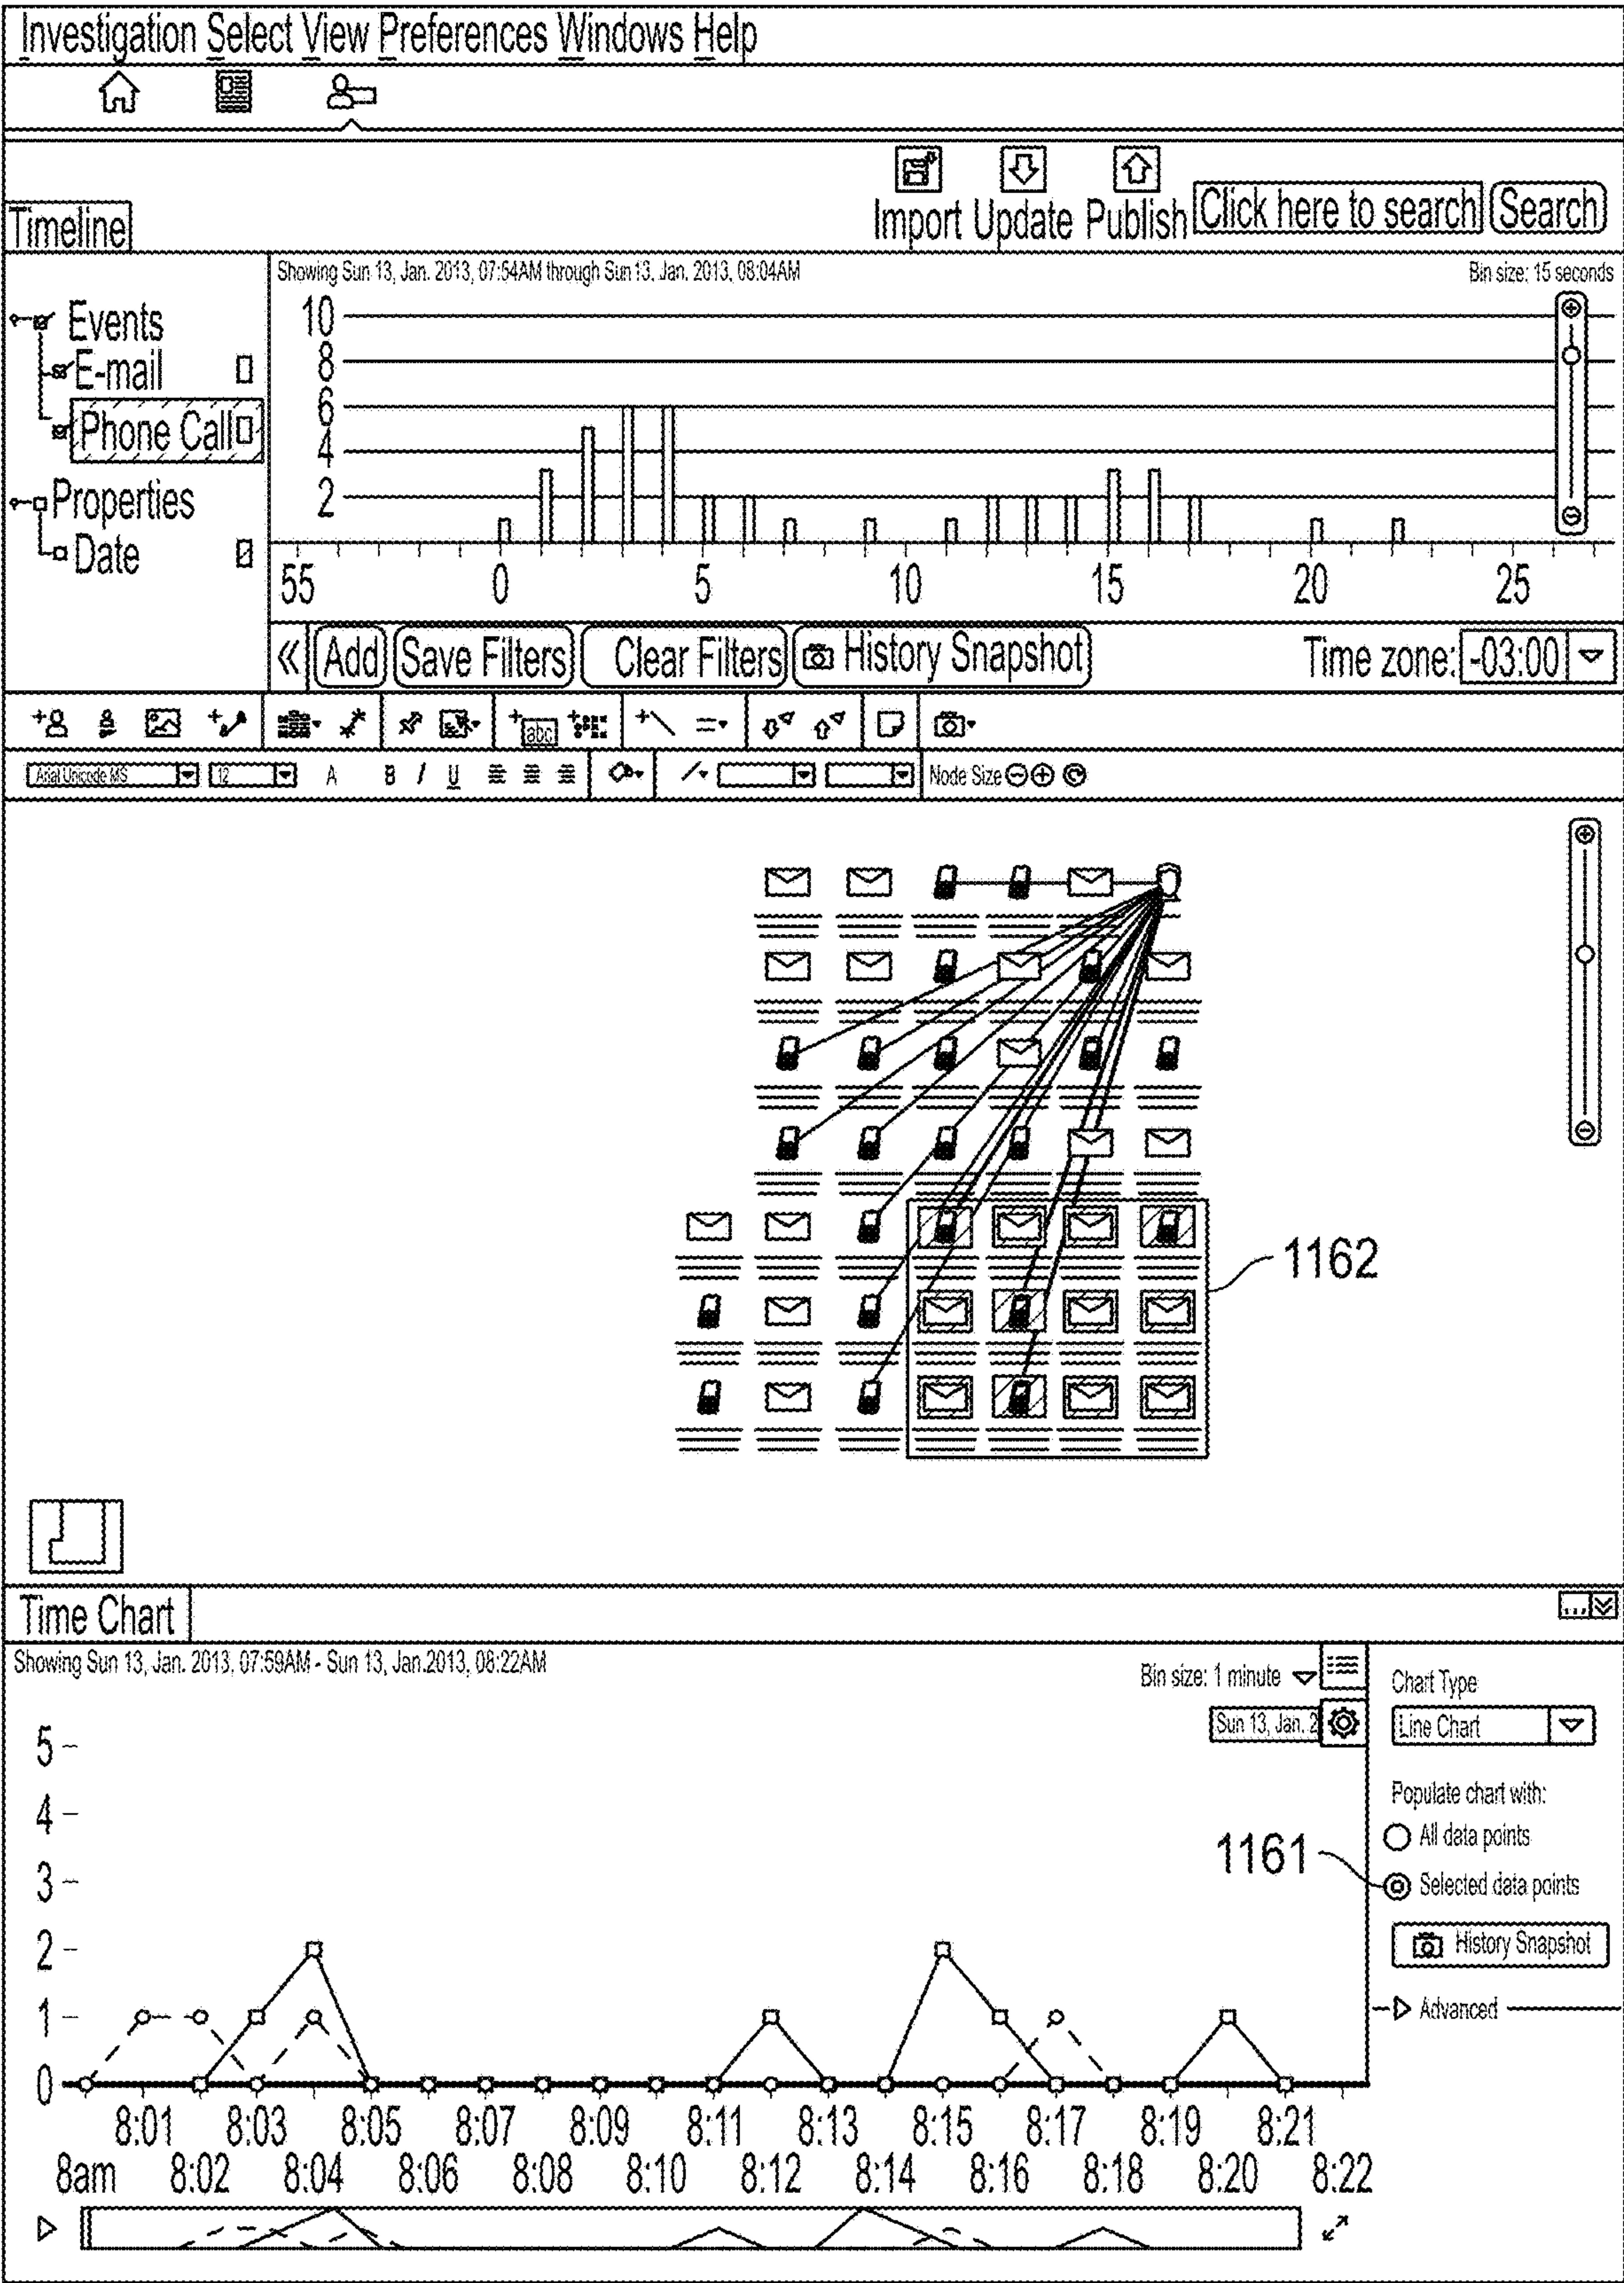 Investigation Select View Preferences Windows Help
Import Update Publish Click here to search Search
Timeline
Showing Sun 13, Jan. 2013, 07:54AM through Sun 13, Jan. 2013, 08:04AM Bin size: 15 seconds
Events
E-mail
Phone Call
Properties
Date
10
8
6
4
2
55 0 5 10 15 20 25
« Add Save Filters Clear Filters History Snapshot Time zone: -03:00
abc
Arial Unicode MS 12 A B I U Node Size
1162
Time Chart
...
Showing Sun 13, Jan. 2013, 07:59AM - Sun 13, Jan.2013, 08:22AM
Bin size: 1 minute
Sun 13, Jan. 2
Chart Type
Line Chart
Populate chart with:
All data points
1161
Selected data points
History Snapshot
Advanced
5
4
3
2
1
0
8:01 8:03 8:05 8:07 8:09 8:11 8:13 8:15 8:17 8:19 8:21
8am 8:02 8:04 8:06 8:08 8:10 8:12 8:14 8:16 8:20 8:22